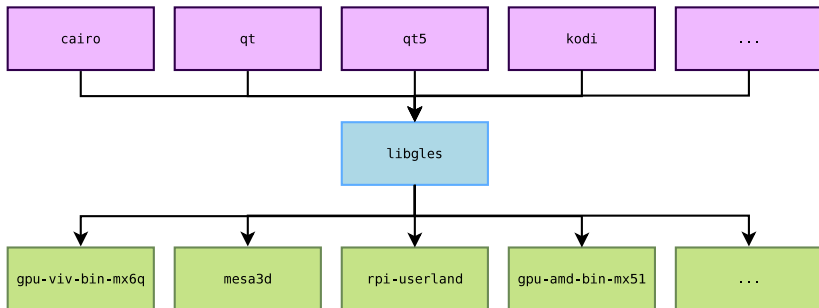 cairo
qt
qt5
kodi
...
libgles
gpu-viv-bin-mx6q
mesa3d
rpi-userland
gpu-amd-bin-mx51
...